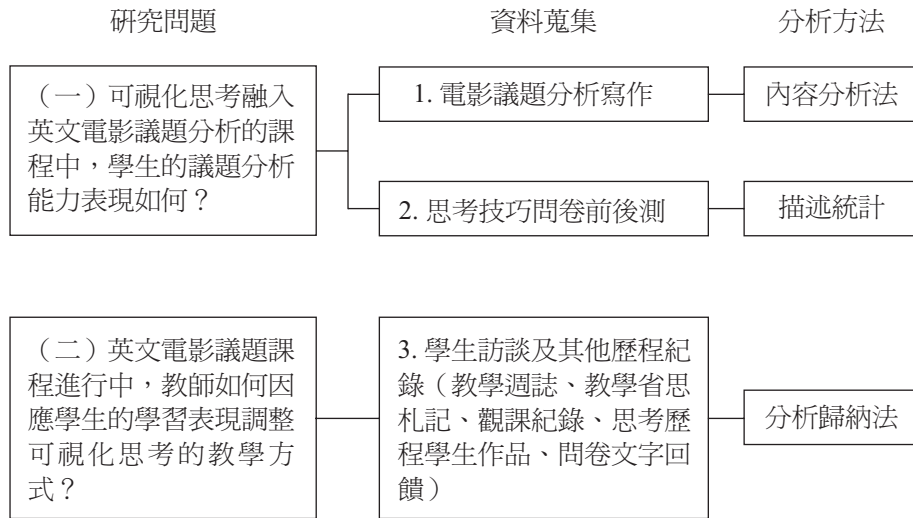 研究問題
資料蒐集
分析方法
（一）可視化思考融入
英文電影議題分析的課
程中，學生的議題分析
能力表現如何？
1. 電影議題分析寫作
內容分析法
2. 思考技巧問卷前後測
描述統計
（二）英文電影議題課
程進行中，教師如何因
應學生的學習表現調整
可視化思考的教學方
式？
3. 學生訪談及其他歷程紀
錄（教學週誌、教學省思
札記、觀課紀錄、思考歷
程學生作品、問卷文字回
饋）
分析歸納法